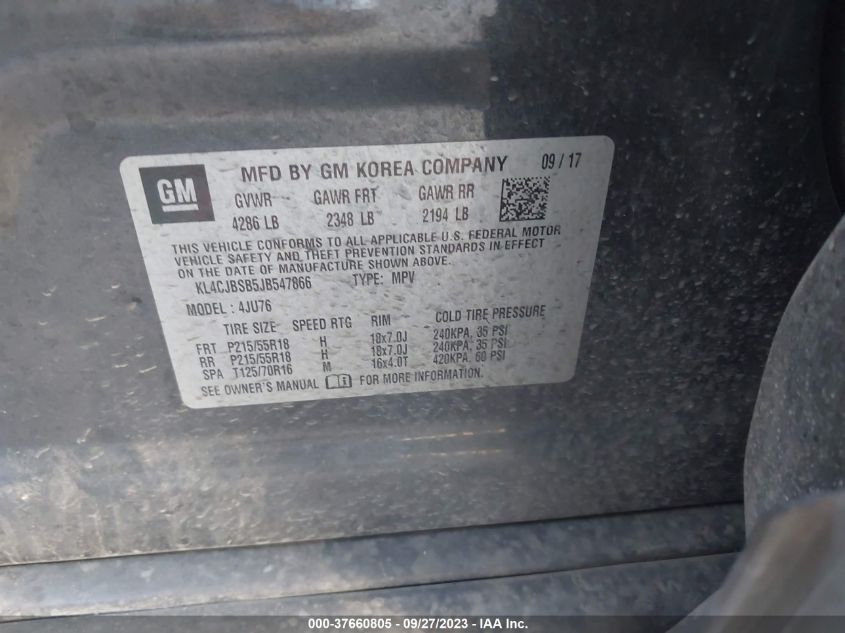 GM
MFD BY GM KOREA COMPANY 09/17
GVWR GAWR FRT GAWR RR
4286 LB 2348 LB 2194 LB
THIS VEHICLE CONFORMS TO ALL APPLICABLE U.S. FEDERAL MOTOR
VEHICLE SAFETY AND THEFT PREVENTION STANDARDS IN EFFECT
ON THE DATE OF MANUFACTURE SHOWN ABOVE.
KL4CJBSB5JB547866 TYPE: MPV
MODEL: 4JU76
TIRE SIZE SPEED RTG RIM COLD TIRE PRESSURE
FRT P215/55R18 H 18x7.0J 240KPA, 35 PSI
RR P215/55R18 H 18x7.0J 240KPA, 35 PSI
SPA T125/70R16 M 16x4.0T 420KPA, 60 PSI
SEE OWNER'S MANUAL FOR MORE INFORMATION.
000-37660805 - 09/27/2023 - IAA Inc.